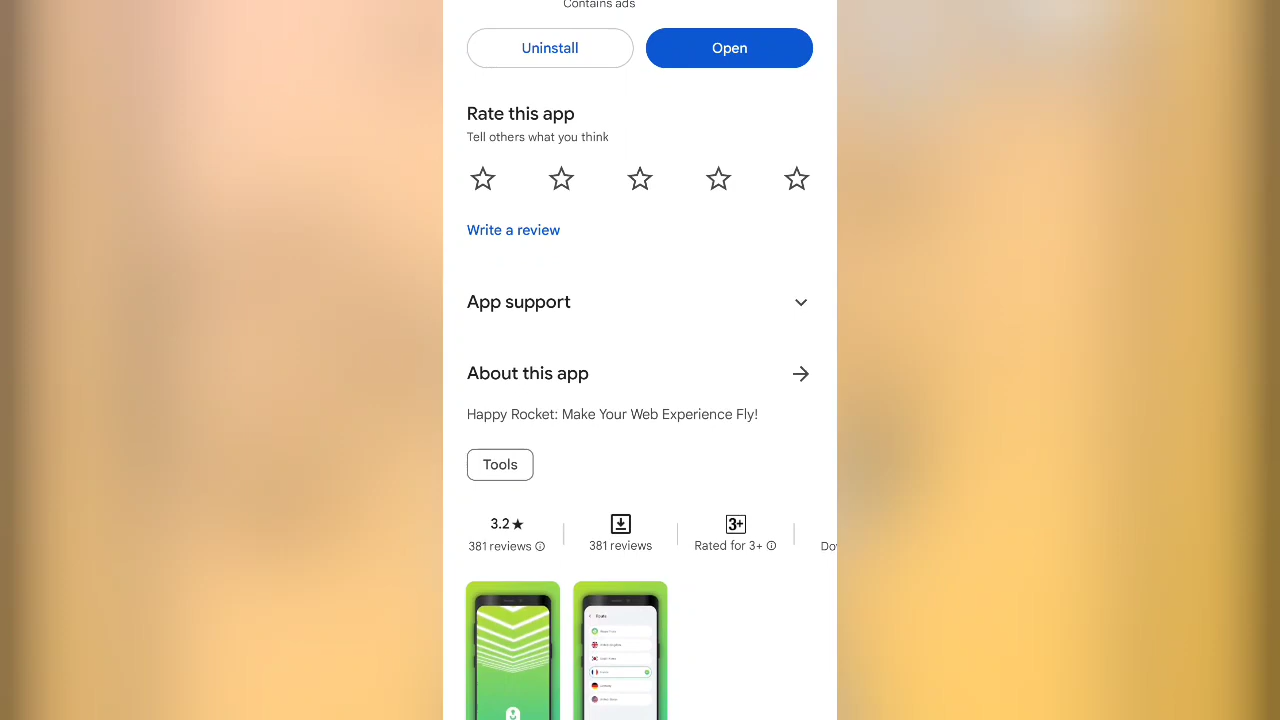 Contains ads
Uninstall
Open
Rate this app
Tell others what you think
Write a review
App support
About this app
Happy Rocket: Make Your Web Experience Fly!
Tools
3.2★
381 reviews
381 reviews
3+
Rated for 3+